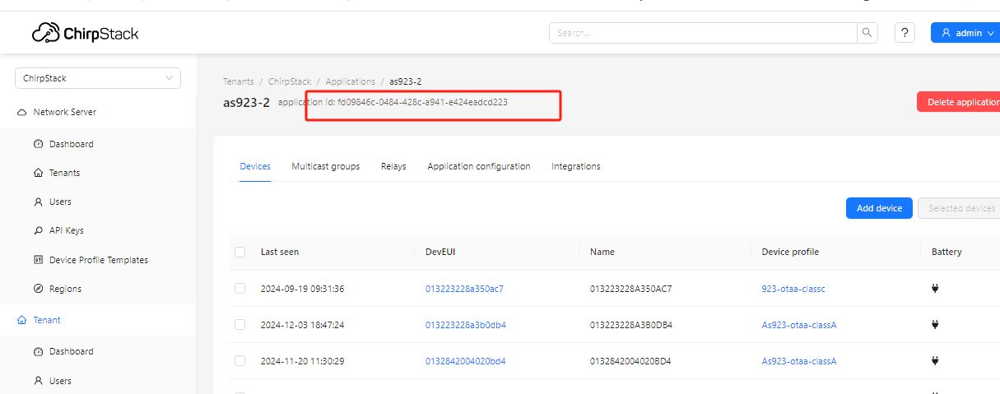 ChirpStack
Search...
?
admin
ChirpStack
Tenants / ChirpStack / Applications / as923-2
as923-2 application id: fd09846c-0484-428c-a941-e424eadcd223
Delete application
Network Server
Dashboard
Tenants
Users
API Keys
Device Profile Templates
Regions
Tenant
Dashboard
Users
Devices Multicast groups Relays Application configuration Integrations
Add device Selected devices
Last seen DevEUI Name Device profile Battery
2024-09-19 09:31:36 013223228a350ac7 013223228A350AC7 923-otaa-classc
2024-12-03 18:47:24 013223228a3b0db4 013223228A3B0DB4 As923-otaa-classA
2024-11-20 11:30:29 0132842004020bd4 0132842004020BD4 As923-otaa-classA